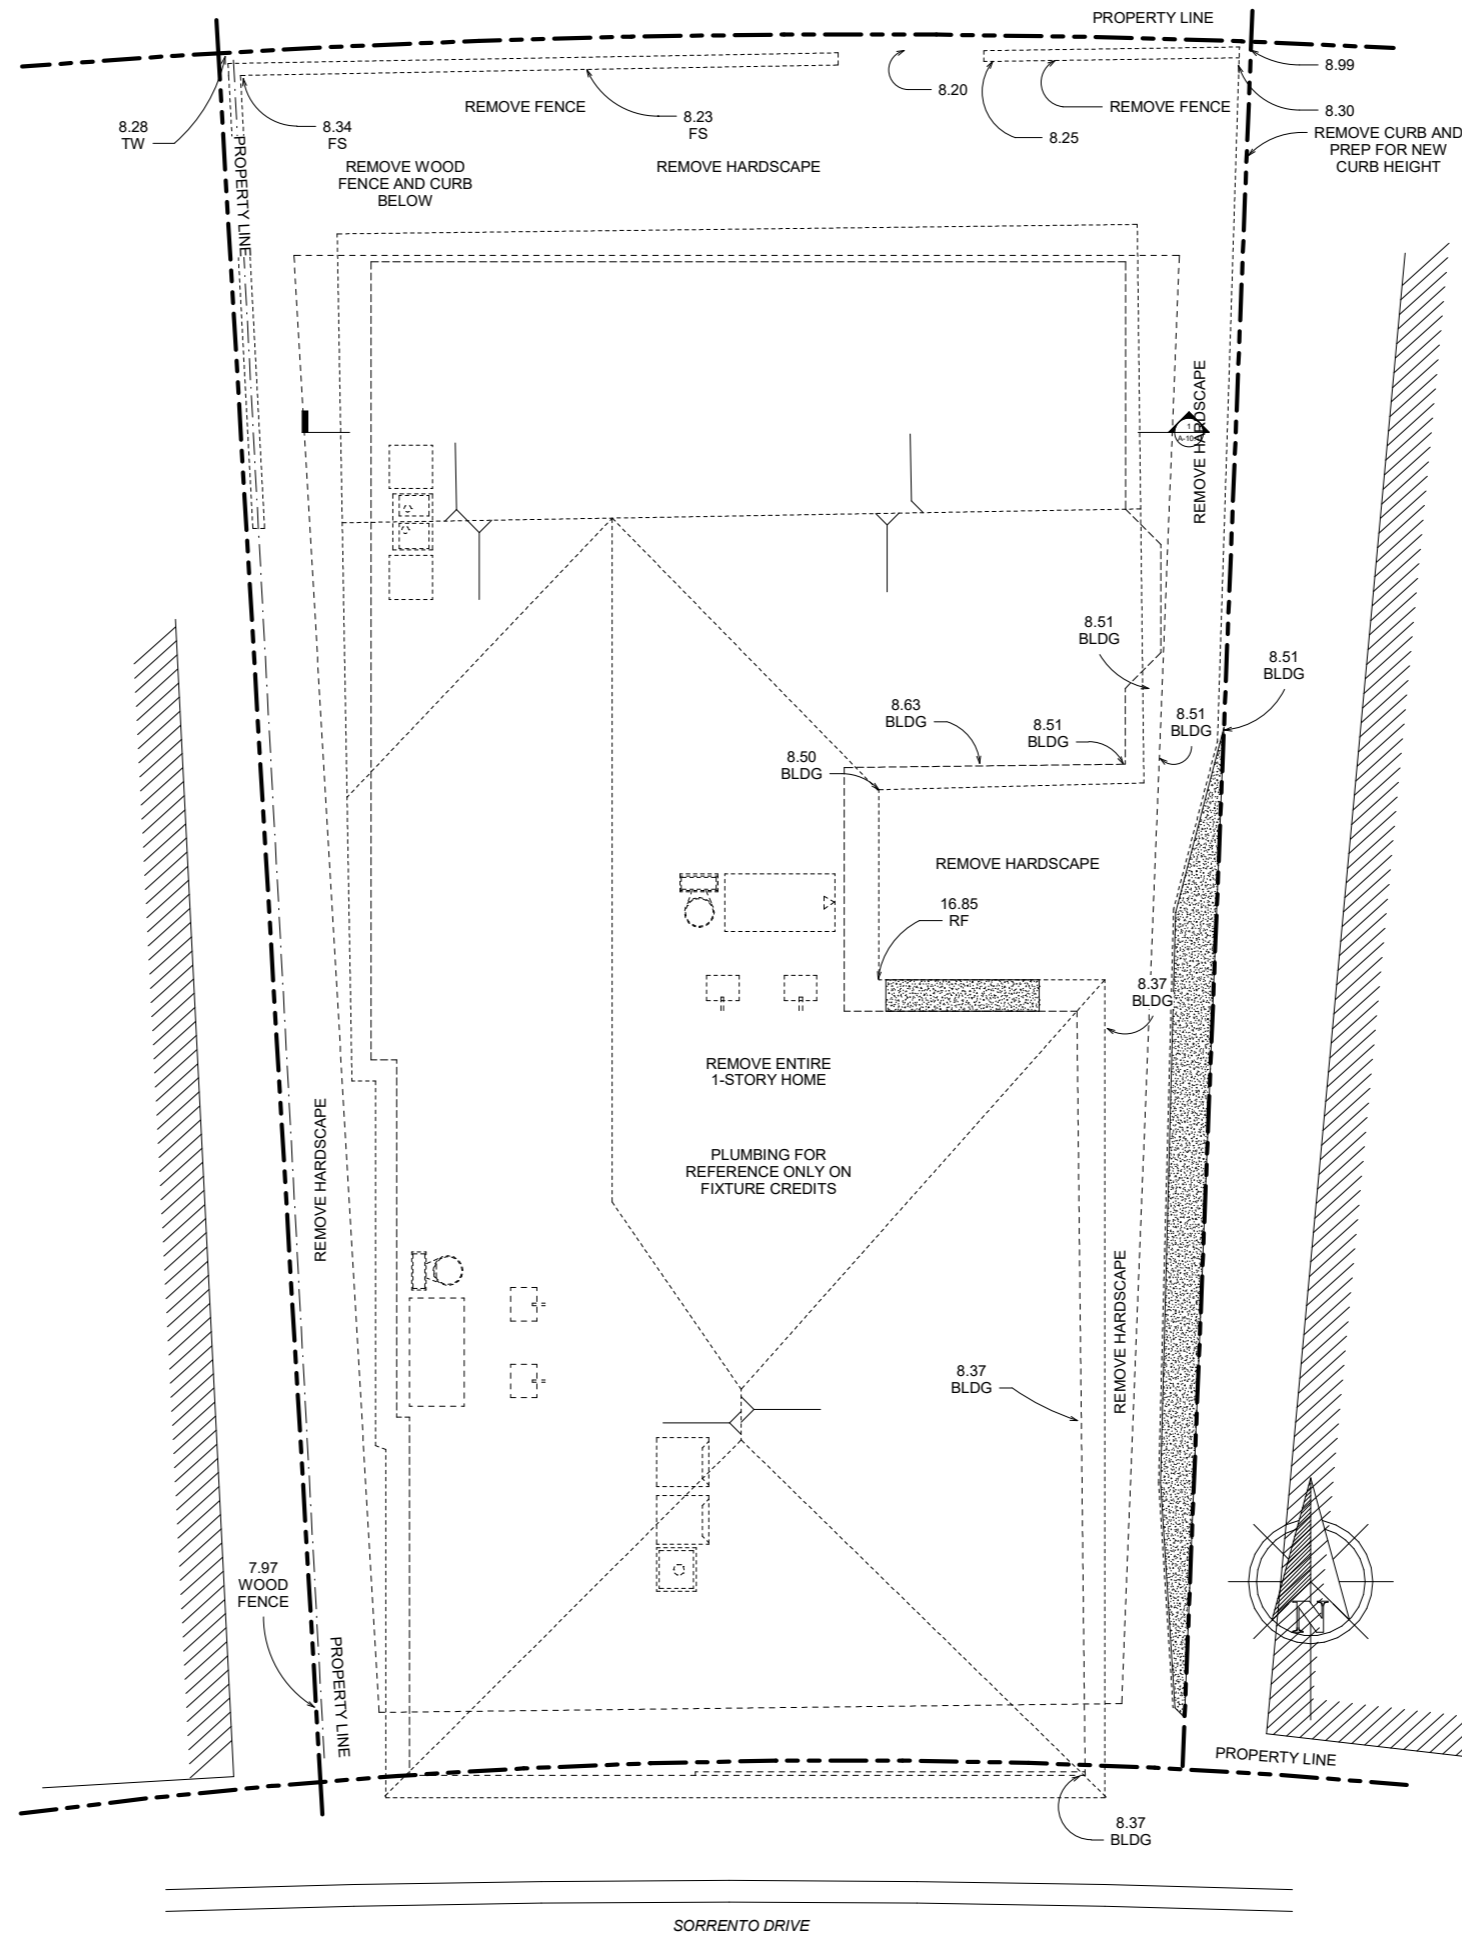 PROPERTY LINE
8.99
8.20
REMOVE FENCE
8.23
FS
REMOVE FENCE
8.30
8.28
TW
8.34
FS
8.25
REMOVE CURB AND
PREP FOR NEW
CURB HEIGHT
PROPERTY LINE
REMOVE WOOD
FENCE AND CURB
BELOW
REMOVE HARDSCAPE
REMOVE HARDSCAPE
1
8.51
BLDG
8.51
BLDG
8.63
BLDG
8.51
BLDG
8.51
BLDG
8.50
BLDG
REMOVE HARDSCAPE
16.85
RF
8.37
BLDG
REMOVE ENTIRE
1-STORY HOME
REMOVE HARDSCAPE
PLUMBING FOR
REFERENCE ONLY ON
FIXTURE CREDITS
REMOVE HARDSCAPE
8.37
BLDG
7.97
WOOD
FENCE
N
PROPERTY LINE
PROPERTY LINE
8.37
BLDG
SORRENTO DRIVE